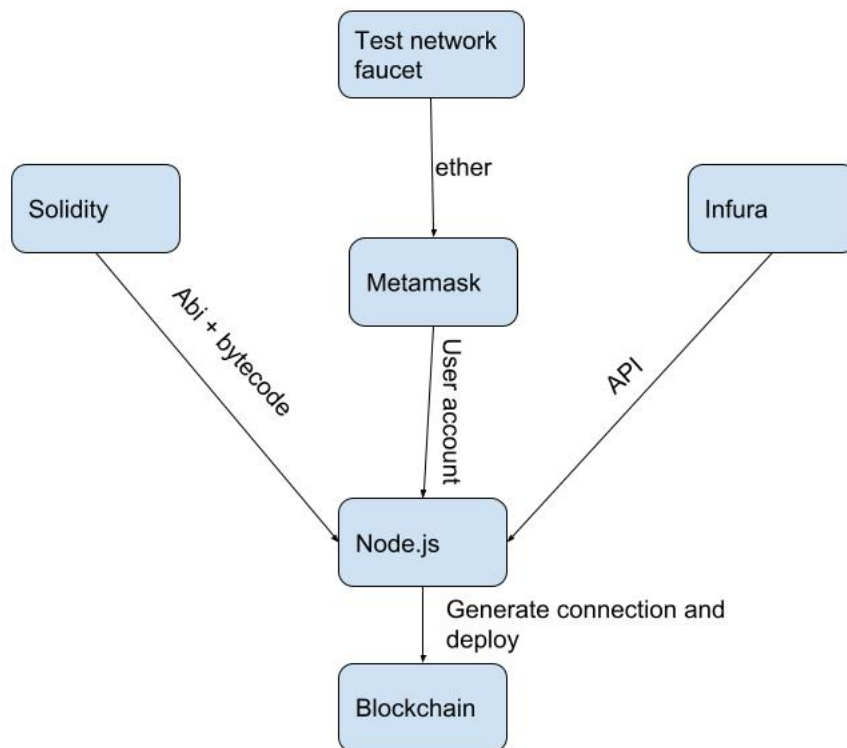 Test network
faucet
ether
Solidity
Infura
Metamask
Abi + bytecode
User account
API
Node.js
Generate connection and
deploy
Blockchain